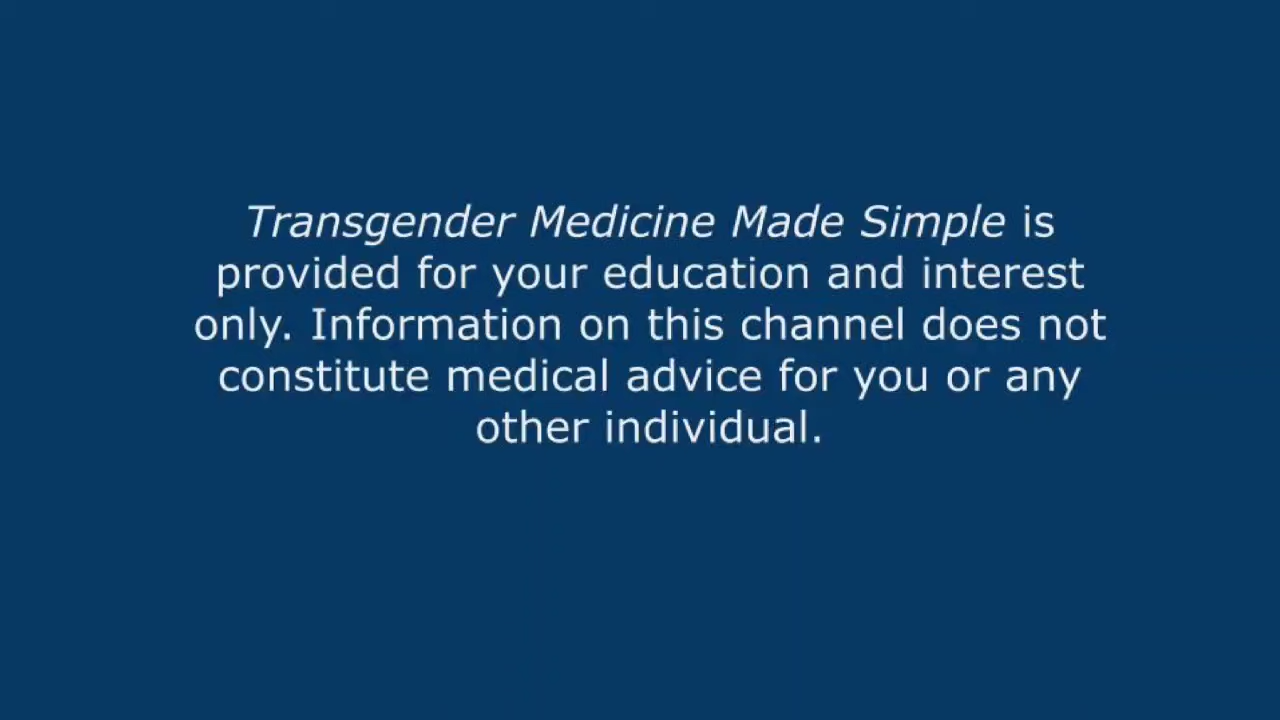 Transgender Medicine Made Simple is
provided for your education and interest
only. Information on this channel does not
constitute medical advice for you or any
other individual.